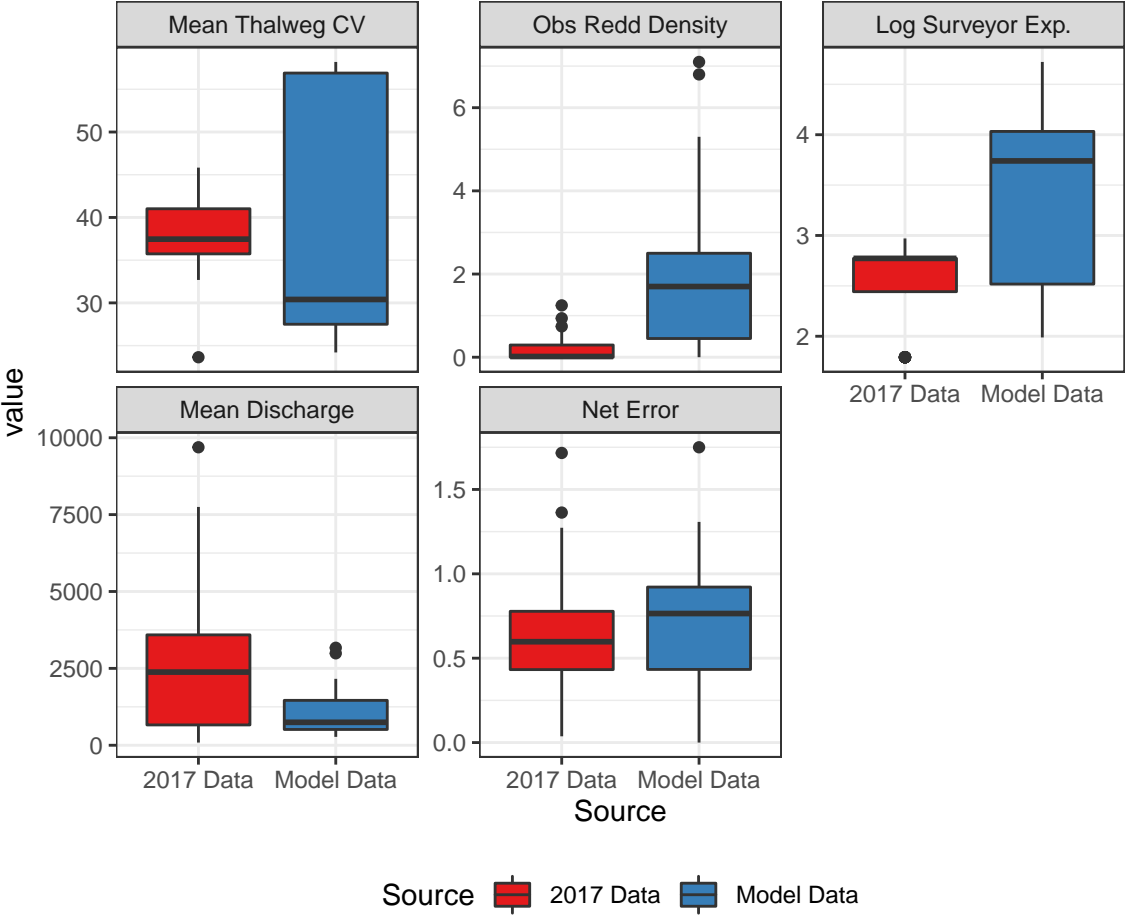 Mean Thalweg CV
Obs Redd Density
Log Surveyor Exp.
50
40
30
6
4
2
0
4
3
2
2017 Data Model Data
value
Mean Discharge
Net Error
10000
7500
5000
2500
0
1.5
1.0
0.5
0.0
2017 Data Model Data
2017 Data Model Data
Source
Source 2017 Data Model Data